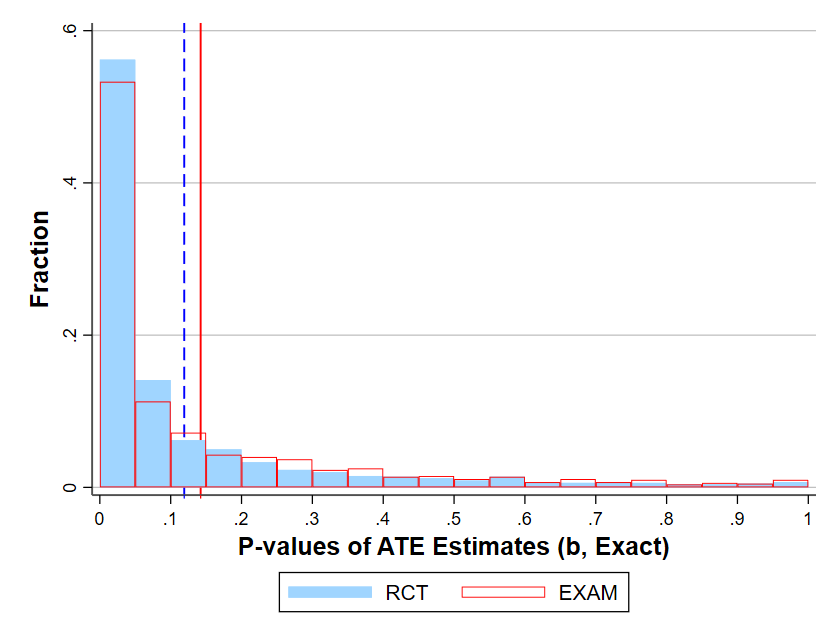 .6
.4
.2
0
Fraction
0 .1 .2 .3 .4 .5 .6 .7 .8 .9 1
P-values of ATE Estimates (b, Exact)
RCT EXAM